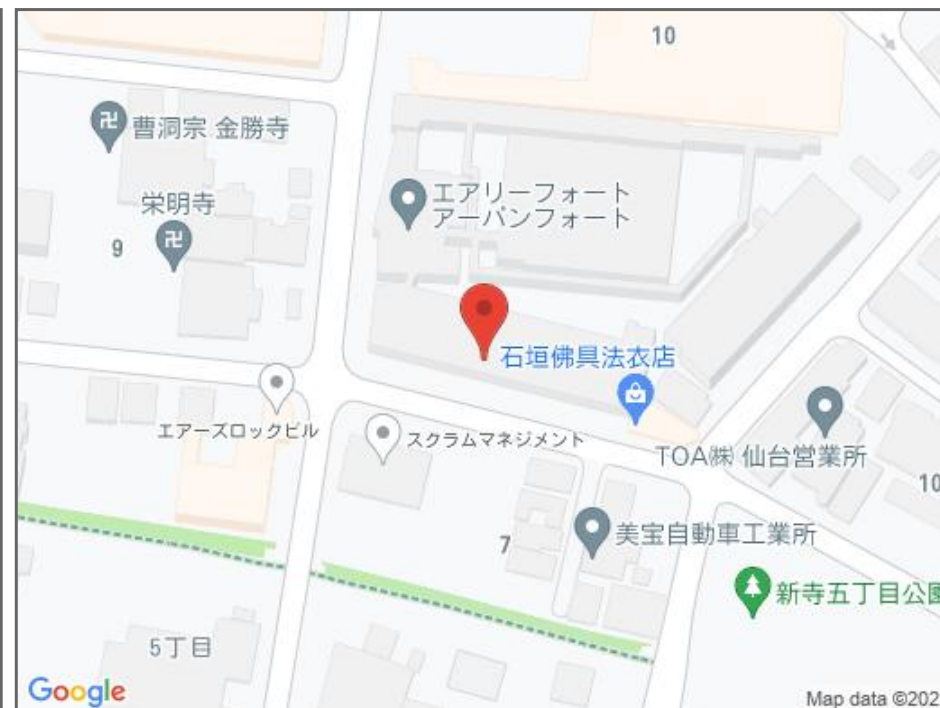 10
曹洞宗 金勝寺
エアリーフォート
アーバンフォート
栄明寺
9
石垣佛具法衣店
エアーズロックビル
スクラムマネジメント
TOA㈱ 仙台営業所
10
7
美宝自動車工業所
新寺五丁目公園
5丁目
Google
Map data ©202